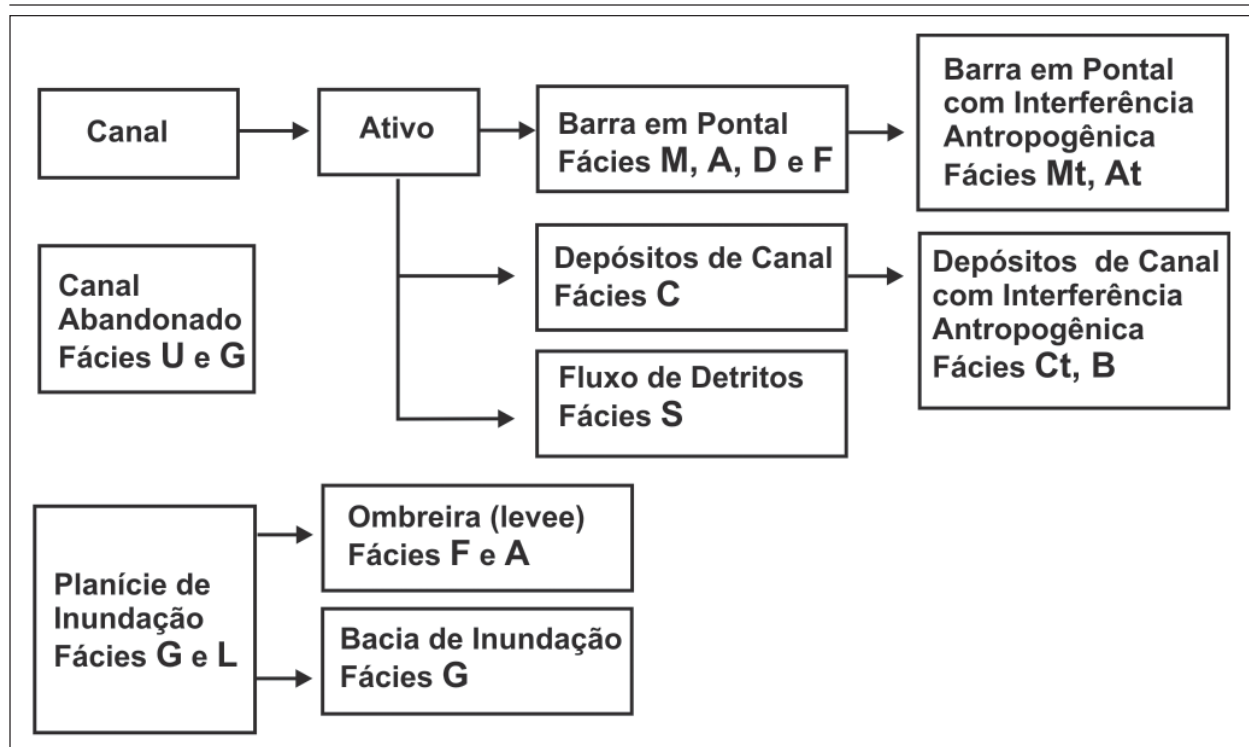 Canal
Ativo
Barra em Pontal
Fácies M, A, D e F
Barra em Pontal
com Interferência
Antropogênica
Fácies Mt, At
Canal
Abandonado
Fácies U e G
Depósitos de Canal
Fácies C
Depósitos de Canal
com Interferência
Antropogênica
Fácies Ct, B
Fluxo de Detritos
Fácies S
Planície de
Inundação
Fácies G e L
Ombreira (levee)
Fácies F e A
Bacia de Inundação
Fácies G